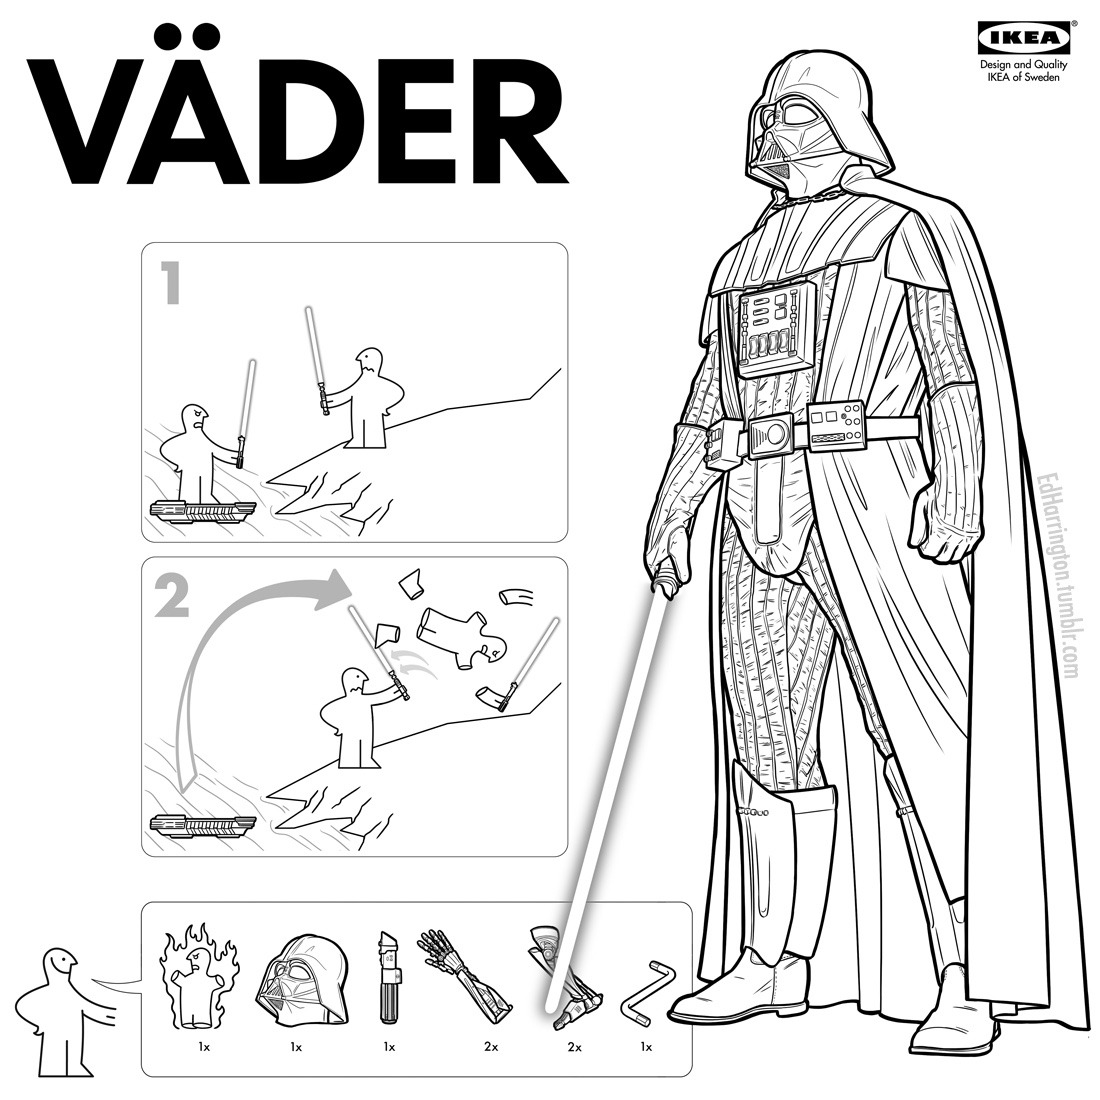 VÄDER
IKEA®
Design and Quality
IKEA of Sweden
1
2
EdHarrington.tumblr.com
1x
1x
1x
2x
2x
1x